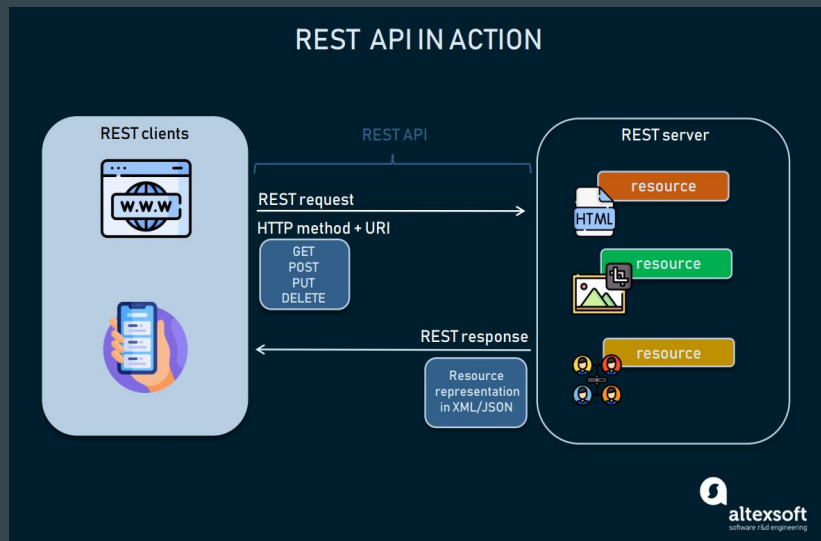 REST API IN ACTION
REST clients
W.W.W
REST API
REST request
HTTP method + URI
GET
POST
PUT
DELETE
REST response
Resource
representation
in XML/JSON
REST server
resource
HTML
resource
resource
altexsoft
software r&d engineering